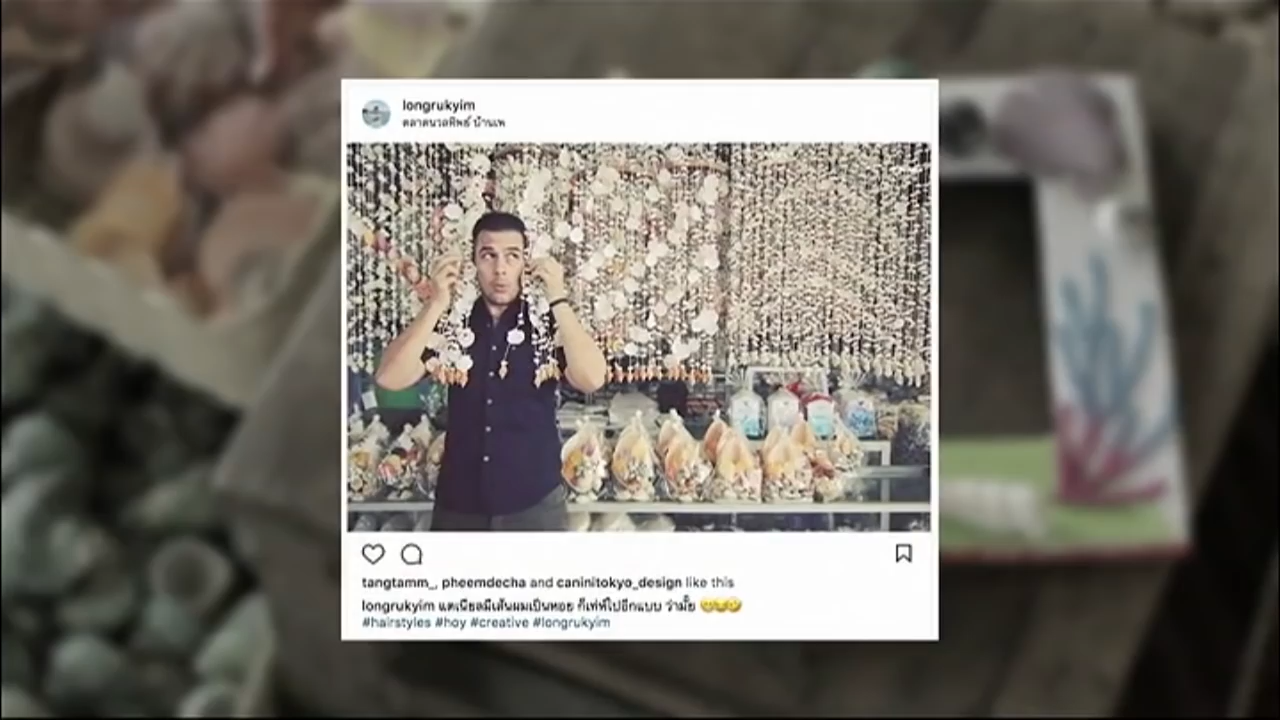 longrukyim
ตลาดนวลทิพย์ บ้านเพ
tangtamm_, pheemdecha and caninitokyo_design like this
longrukyim แดเนียลมีเส้นผมเป็นหอย ก็เท่ห์ไปอีกแบบ ว่ามั้ย 😆😆🤣
#hairstyles #hoy #creative #longrukyim